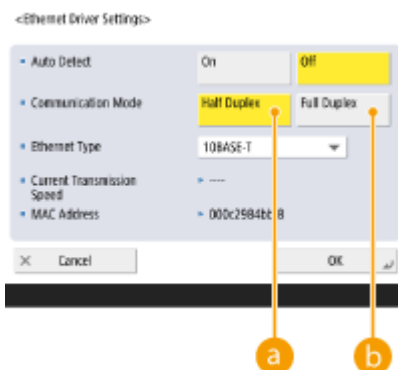 <Ethernet Driver Settings>
Auto Detect On Off
Communication Mode Half Duplex Full Duplex
Ethernet Type 10BASE-T
Current Transmission
Speed ----
MAC Address
Cancel OK
a b